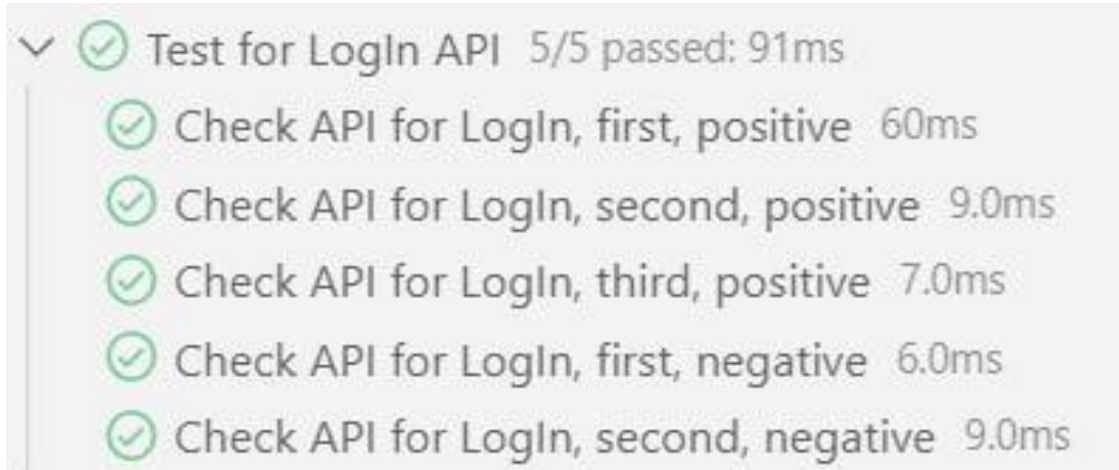 Test for LogIn API 5/5 passed: 91ms
Check API for LogIn, first, positive 60ms
Check API for LogIn, second, positive 9.0ms
Check API for LogIn, third, positive 7.0ms
Check API for LogIn, first, negative 6.0ms
Check API for LogIn, second, negative 9.0ms